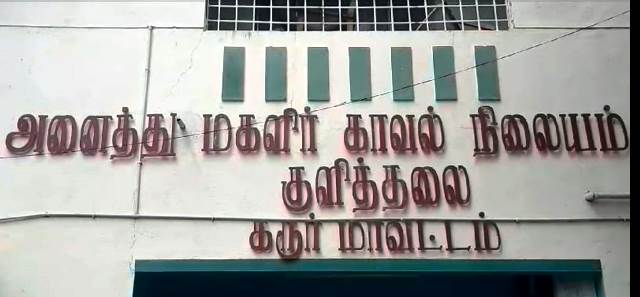 அனைத்து மகளிர் காவல் நிலையம்
குளித்தலை
கரூர் மாவட்டம்